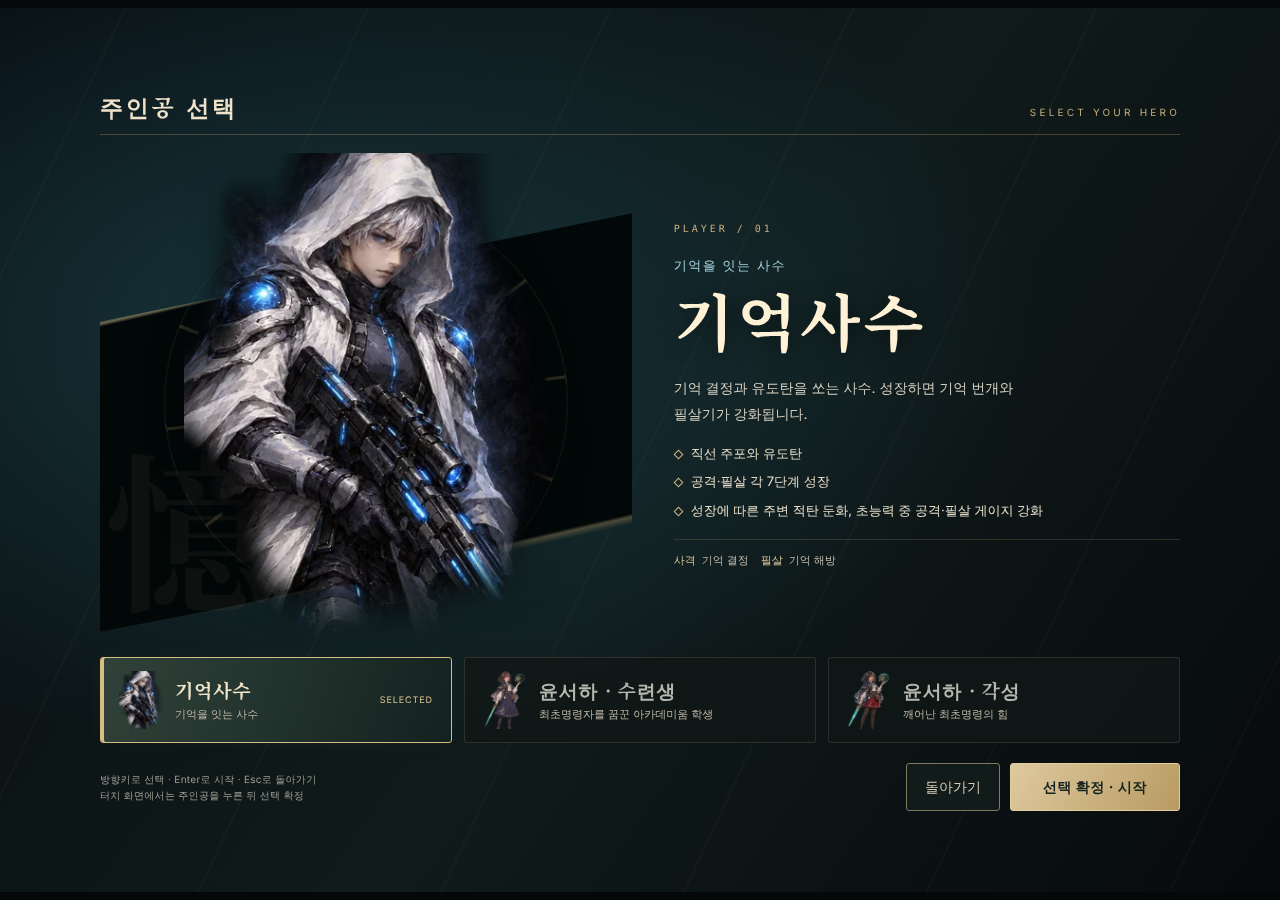 주인공 선택
SELECT YOUR HERO
PLAYER / 01
기억을 잇는 사수
기억사수
기억 결정과 유도탄을 쏘는 사수. 성장하면 기억 번개와
필살기가 강화됩니다.
◇ 직선 주포와 유도탄
◇ 공격·필살 각 7단계 성장
◇ 성장에 따른 주변 적탄 둔화, 초능력 중 공격·필살 게이지 강화
사격 기억 결정 필살 기억 해방
憶
기억사수
기억을 잇는 사수
SELECTED
윤서하 · 수련생
최초명령자를 꿈꾼 아카데미움 학생
윤서하 · 각성
깨어난 최초명령의 힘
방향키로 선택 · Enter로 시작 · Esc로 돌아가기
터치 화면에서는 주인공을 누른 뒤 선택 확정
돌아가기
선택 확정 · 시작